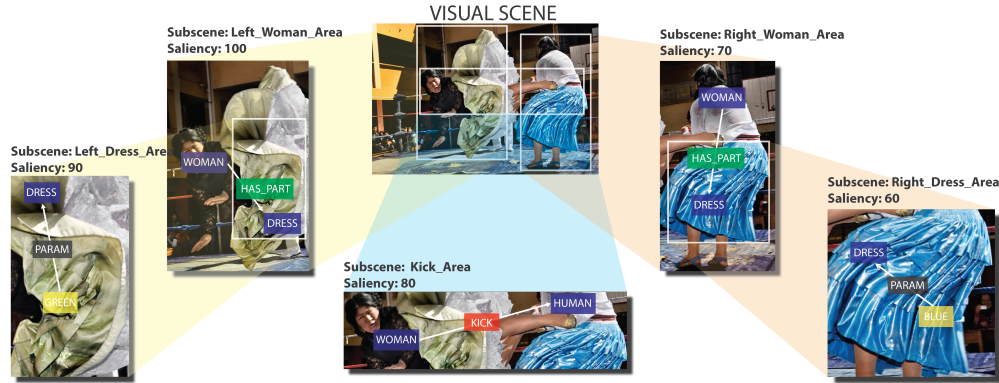 VISUAL SCENE
Subscene: Left_Woman_Area
Saliency: 100
WOMAN
HAS_PART
DRESS
Subscene: Left_Dress_Area
Saliency: 90
DRESS
PARAM
GREEN
Subscene: Kick_Area
Saliency: 80
WOMAN
KICK
HUMAN
Subscene: Right_Woman_Area
Saliency: 70
WOMAN
HAS_PART
DRESS
Subscene: Right_Dress_Area
Saliency: 60
DRESS
PARAM
BLUE